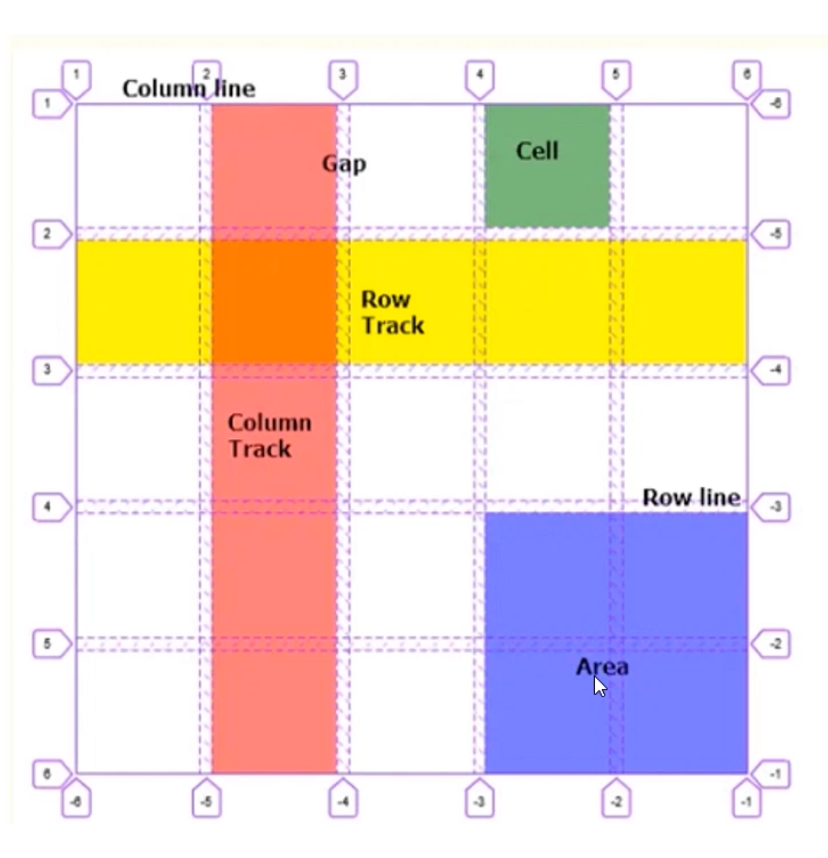 1 2 3 4 5 6
Column line
1 -6
Cell
Gap
2 -5
Row
Track
3 -4
Column
Track
Row line
4 -3
5 -2
Area
6 -1
-6 -5 -4 -3 -2 -1